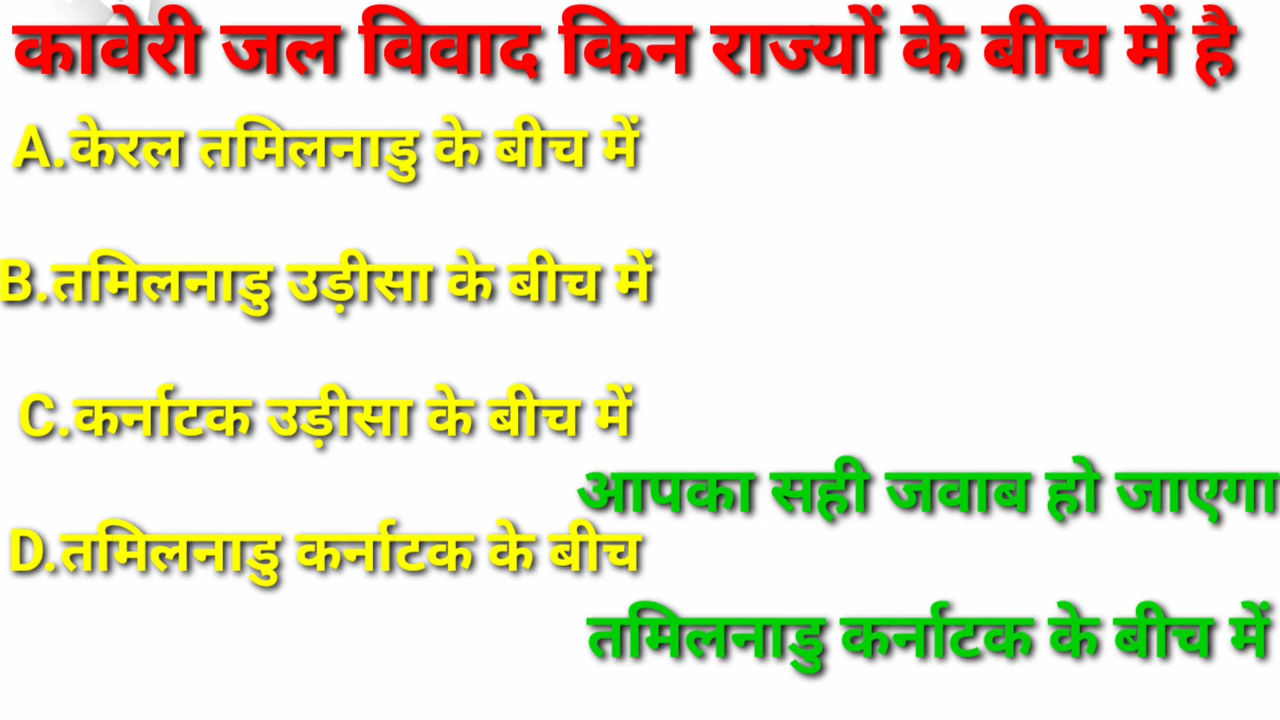 कावेरी जल विवाद किन राज्यों के बीच में है
A.केरल तमिलनाडु के बीच में
B.तमिलनाडु उड़ीसा के बीच में
C.कर्नाटक उड़ीसा के बीच में
D.तमिलनाडु कर्नाटक के बीच
आपका सही जवाब हो जाएगा
तमिलनाडु कर्नाटक के बीच में